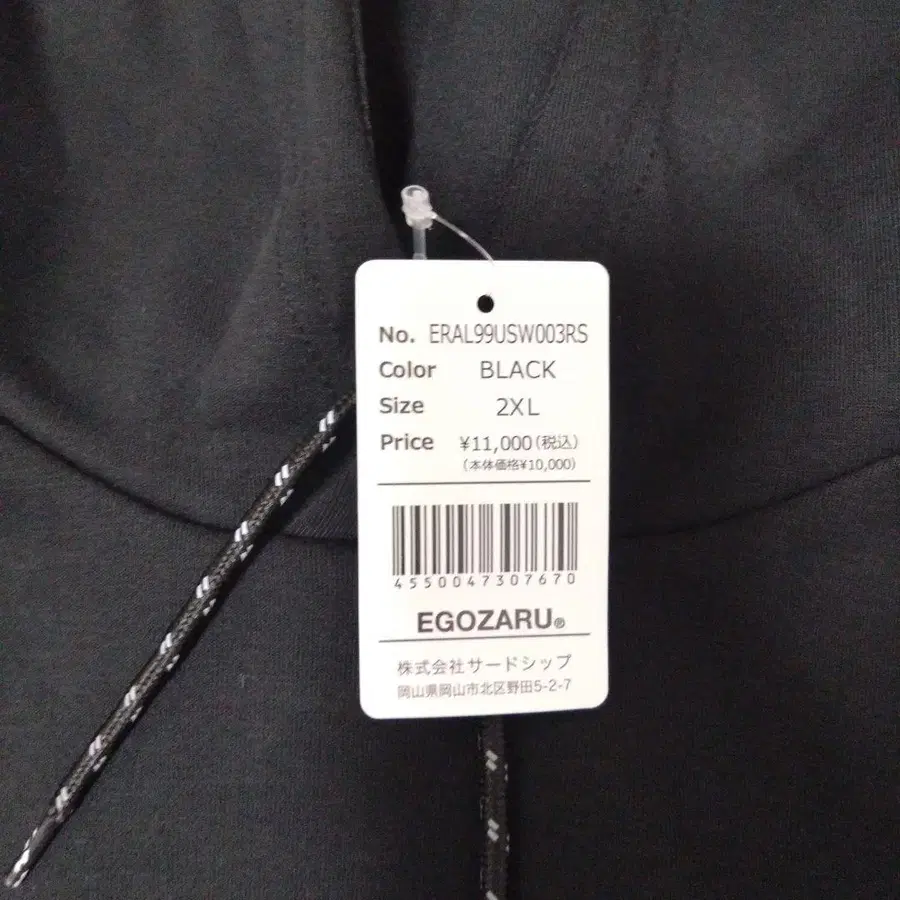 No. ERAL99USW003RS
Color BLACK
Size 2XL
Price ¥11,000(税込)
(本体価格¥10,000)
4550047307670
EGOZARU®
株式会社サードシップ
岡山県岡山市北区野田5-2-7